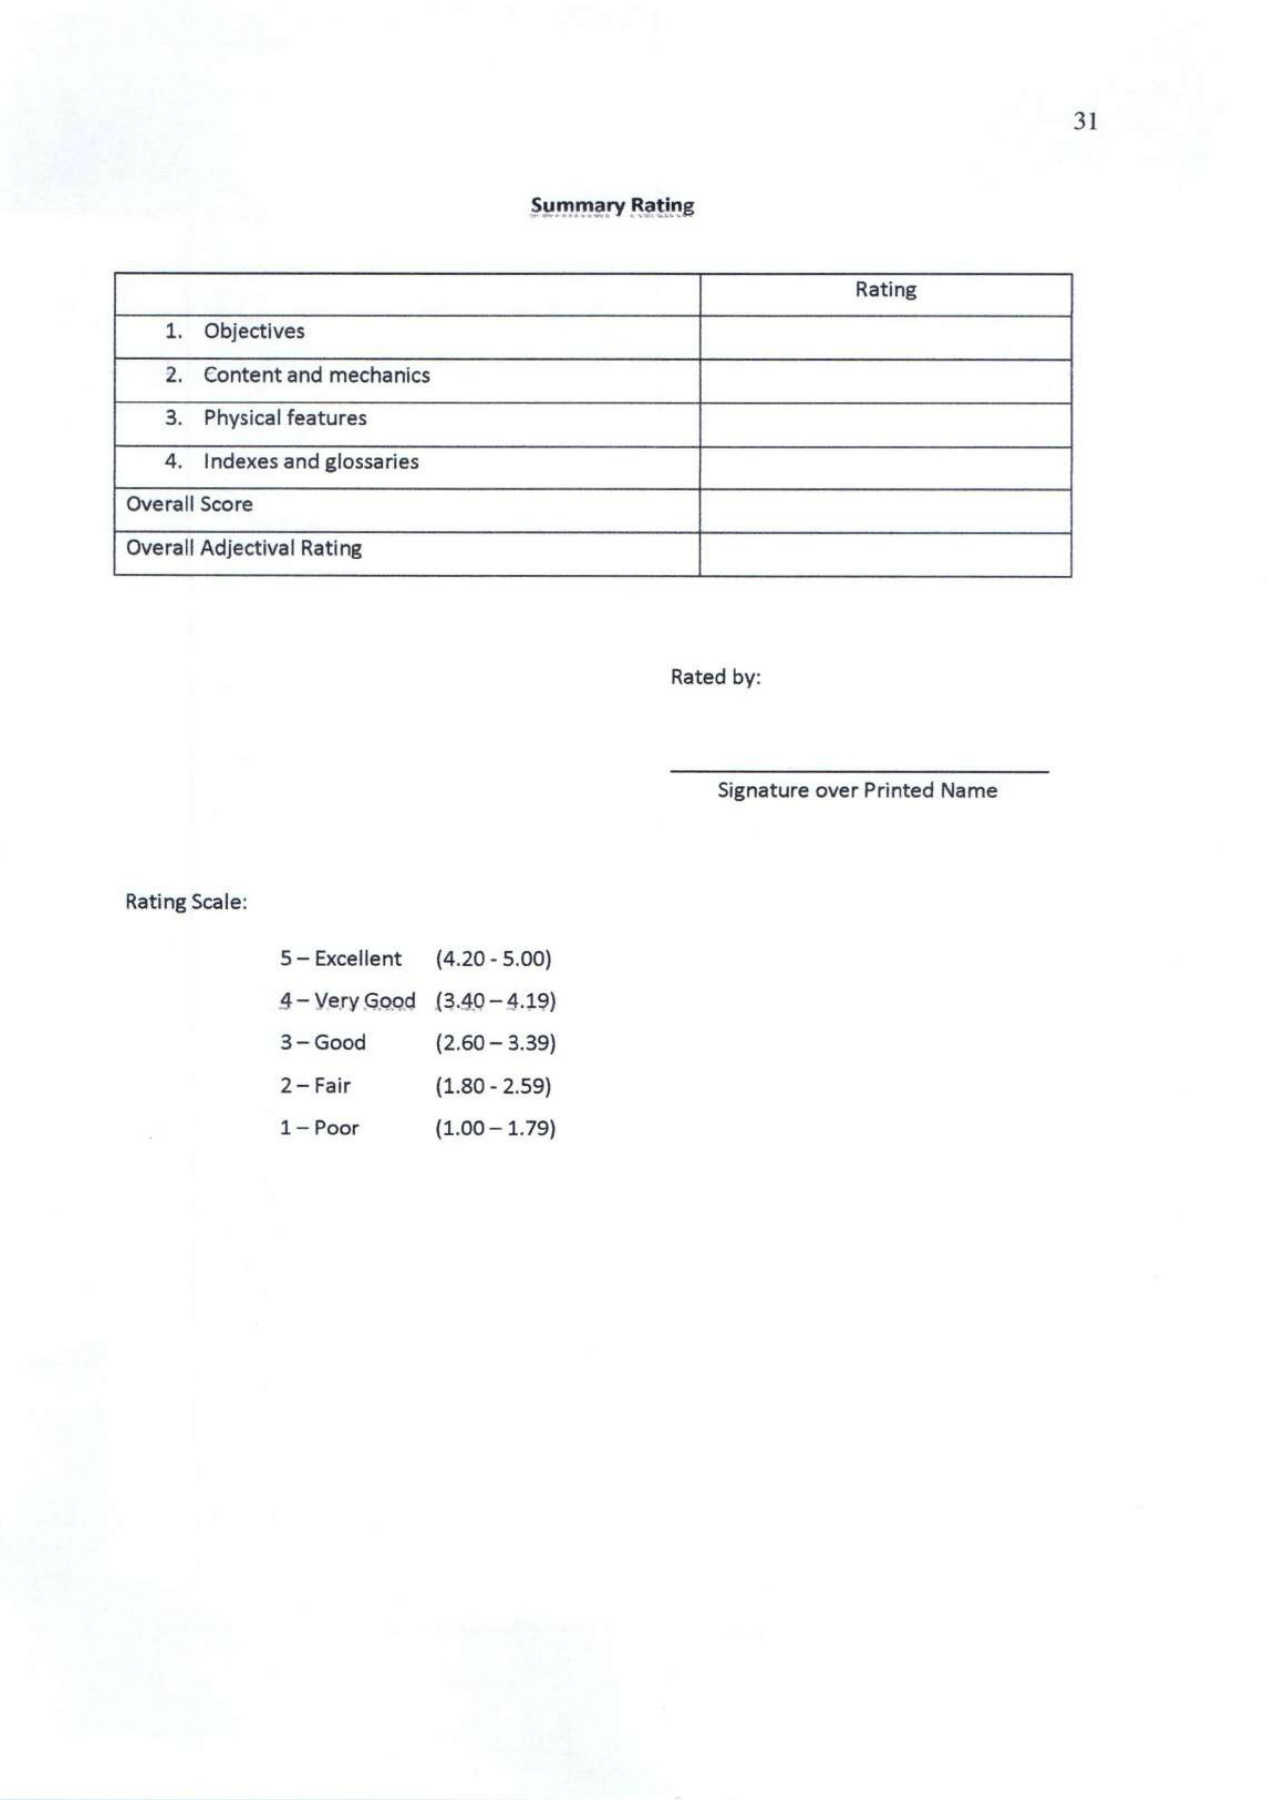 31
Summary Rating
Rating
1. Objectives
2. Content and mechanics
3. Physical features
4. Indexes and glossaries
Overall Score
Overall Adjectival Rating
Rated by:
Signature over Printed Name
Rating Scale:
5 – Excellent (4.20 - 5.00)
4 – Very Good (3.40 – 4.19)
3 – Good (2.60 – 3.39)
2 – Fair (1.80 - 2.59)
1 – Poor (1.00 – 1.79)